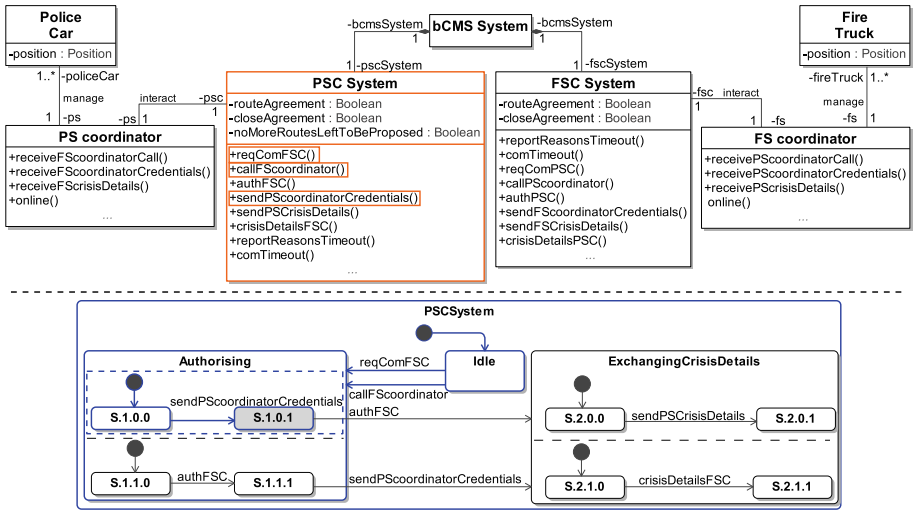 Police
Car
-position : Position
1..*
-policeCar
manage
1
-ps
PS coordinator
+receiveFScoordinatorCall()
+receiveFScoordinatorCredentials()
+receiveFScrisisDetails()
+online()
...
interact
-psc
-ps
1
1
-bcmsSystem
1
bCMS System
-bcmsSystem
1
1
-pscSystem
1
-fscSystem
PSC System
-routeAgreement : Boolean
-closeAgreement : Boolean
-noMoreRoutesLeftToBeProposed : Boolean
+reqComFSC()
+callFScoordinator()
+authFSC()
+sendPScoordinatorCredentials()
+sendPSCrisisDetails()
+crisisDetailsFSC()
+reportReasonsTimeout()
+comTimeout()
...
FSC System
-routeAgreement : Boolean
-closeAgreement : Boolean
+reportReasonsTimeout()
+comTimeout()
+reqComPSC()
+callPScoordinator()
+authPSC()
+sendFScoordinatorCredentials()
+sendFSCrisisDetails()
+crisisDetailsPSC()
...
-fsc
1
interact
-fs
1
Fire
Truck
-position : Position
-fireTruck
1..*
manage
-fs
1
FS coordinator
+receivePScoordinatorCall()
+receivePScoordinatorCredentials()
+receivePScrisisDetails()
online()
...
PSCSystem
Authorising
reqComFSC
Idle
ExchangingCrisisDetails
callFScoordinator
sendPScoordinatorCredentials
authFSC
S.1.0.0
S.1.0.1
S.2.0.0
sendPSCrisisDetails
S.2.0.1
S.1.1.0
authFSC
S.1.1.1
sendPScoordinatorCredentials
S.2.1.0
crisisDetailsFSC
S.2.1.1